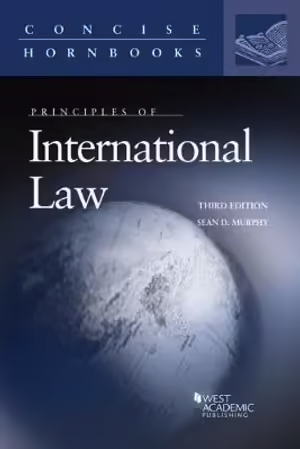 CONCISE
HORNBOOKS
PRINCIPLES OF
International
Law
THIRD EDITION
SEAN D. MURPHY
WEST
ACADEMIC
PUBLISHING